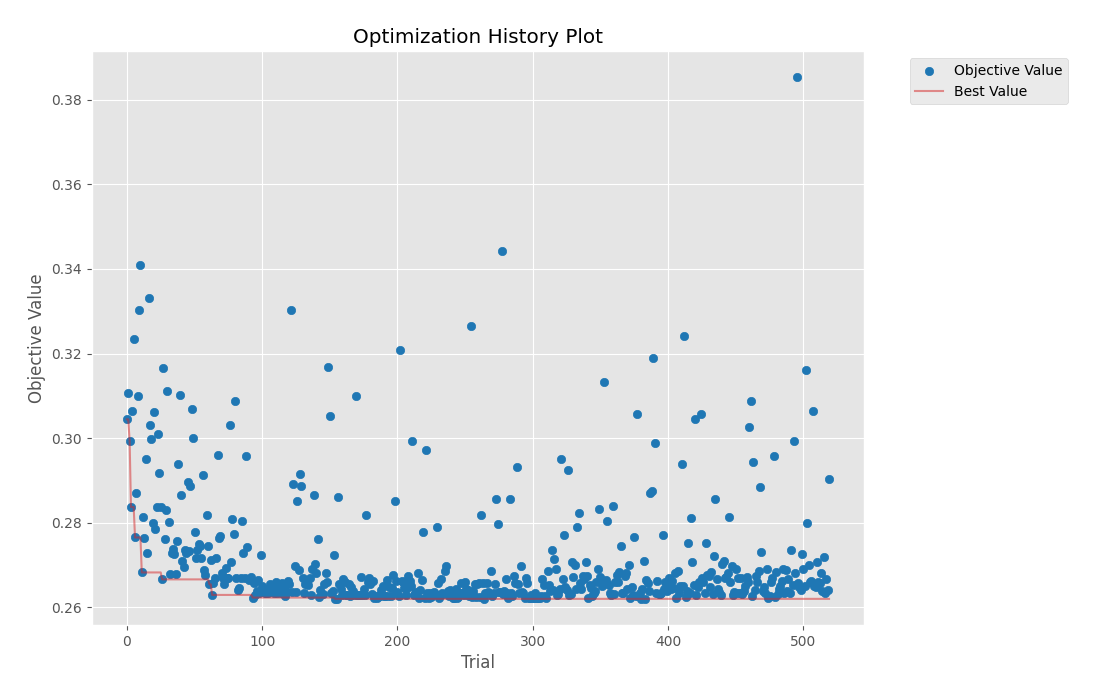 Optimization History Plot
Objective Value
Best Value
0.38
0.36
0.34
0.32
0.30
0.28
0.26
Objective Value
0
100
200
300
400
500
Trial